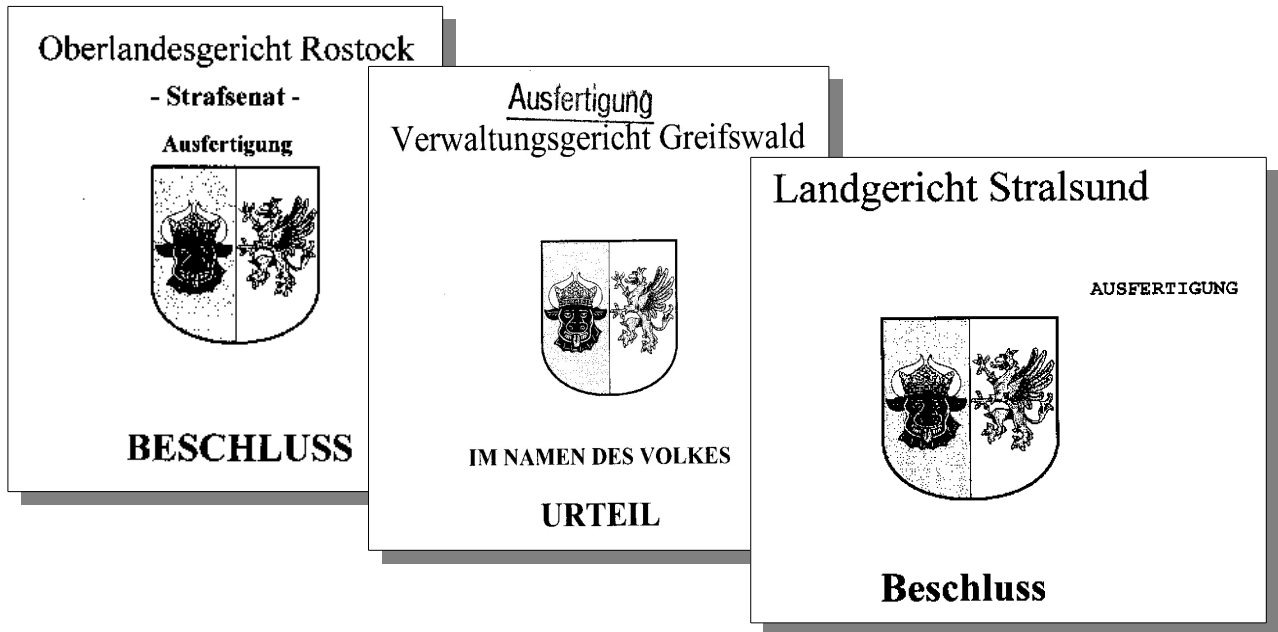 Oberlandesgericht Rostock
- Strafsenat -
Ausfertigung
BESCHLUSS
Ausfertigung
Verwaltungsgericht Greifswald
IM NAMEN DES VOLKES
URTEIL
Landgericht Stralsund
AUSFERTIGUNG
Beschluss